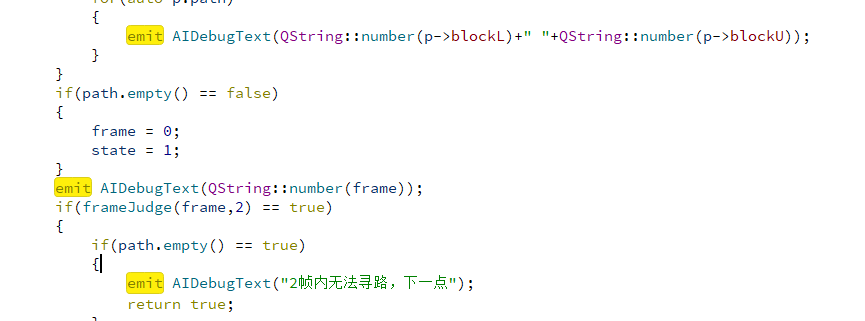 for(auto p:path)
{
emit AIDebugText(QString::number(p->blockL)+" "+QString::number(p->blockU));
}
}
if(path.empty() == false)
{
frame = 0;
state = 1;
}
emit AIDebugText(QString::number(frame));
if(frameJudge(frame,2) == true)
{
if(path.empty() == true)
{
emit AIDebugText("2帧内无法寻路，下一点");
return true;
}